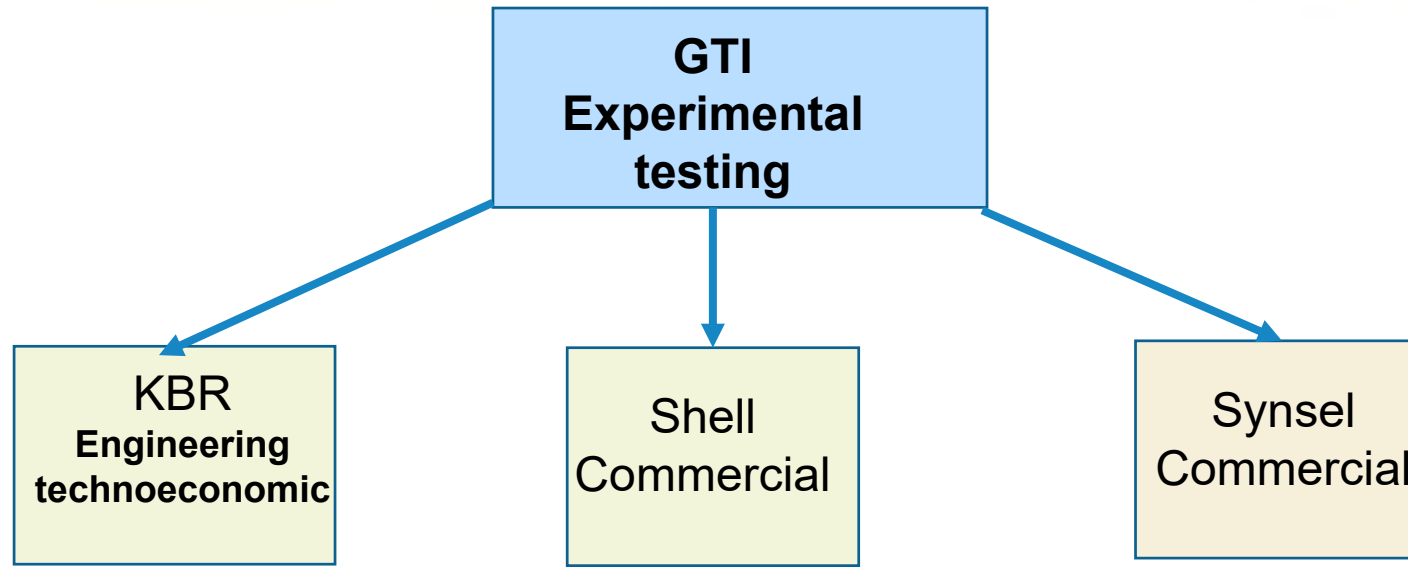 GTI
Experimental
testing
KBR
Engineering
technoeconomic
Shell
Commercial
Synsel
Commercial